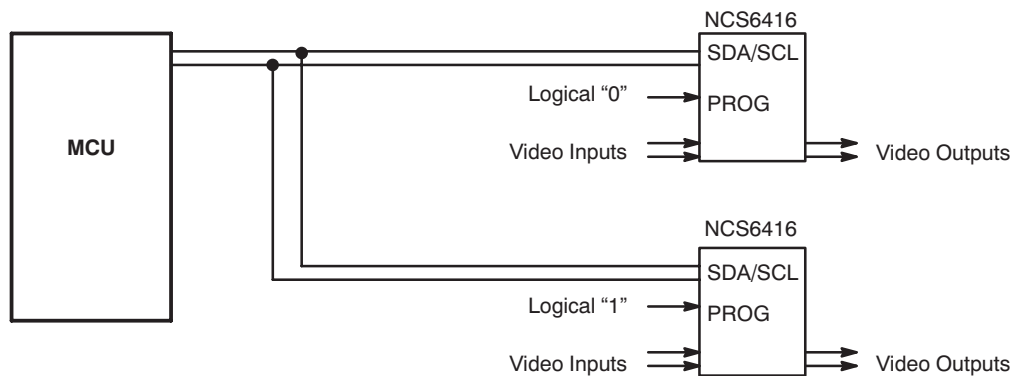 NCS6416
SDA/SCL
Logical “0”
PROG
MCU
Video Inputs
Video Outputs
NCS6416
SDA/SCL
Logical “1”
PROG
Video Inputs
Video Outputs